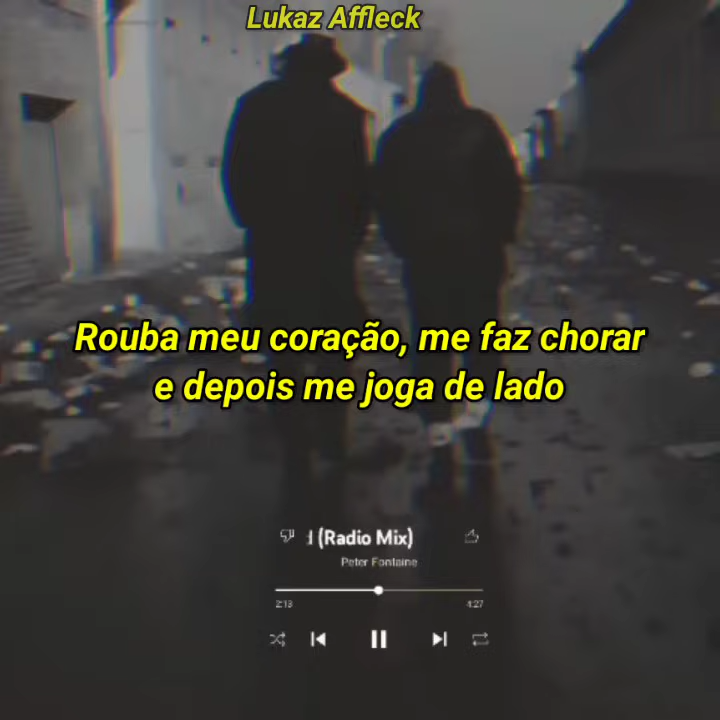 Lukaz Affleck
Rouba meu coração, me faz chorar
e depois me joga de lado
(Radio Mix)
Peter Fontaine
2:13
4:27